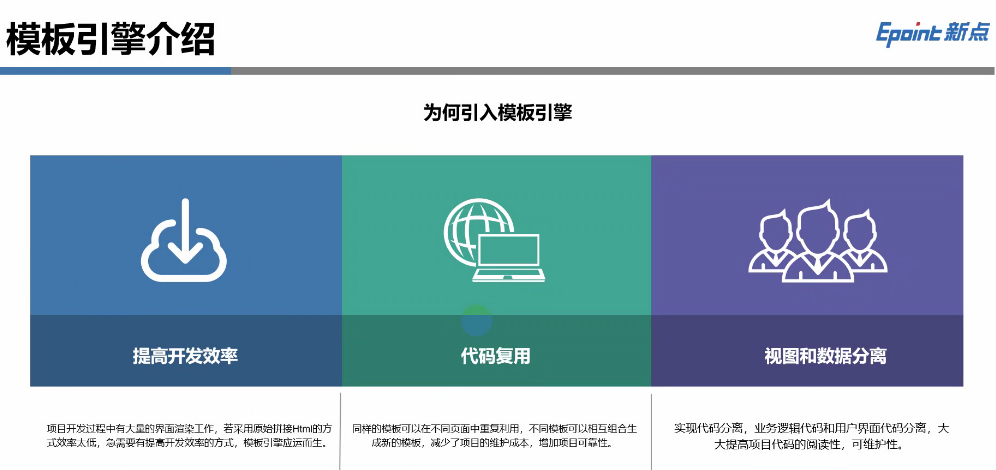 模板引擎介绍
Epoint 新点
为何引入模板引擎
提高开发效率
代码复用
视图和数据分离
项目开发过程中有大量的界面渲染工作，若采用原始拼接Html的方
式效率太低，急需要有提高开发效率的方式，模板引擎应运而生。
同样的模板可以在不同页面中重复利用，不同模板可以相互组合生
成新的模板，减少了项目的维护成本，增加项目可靠性。
实现代码分离，业务逻辑代码和用户界面代码分离，大
大提高项目代码的阅读性，可维护性。